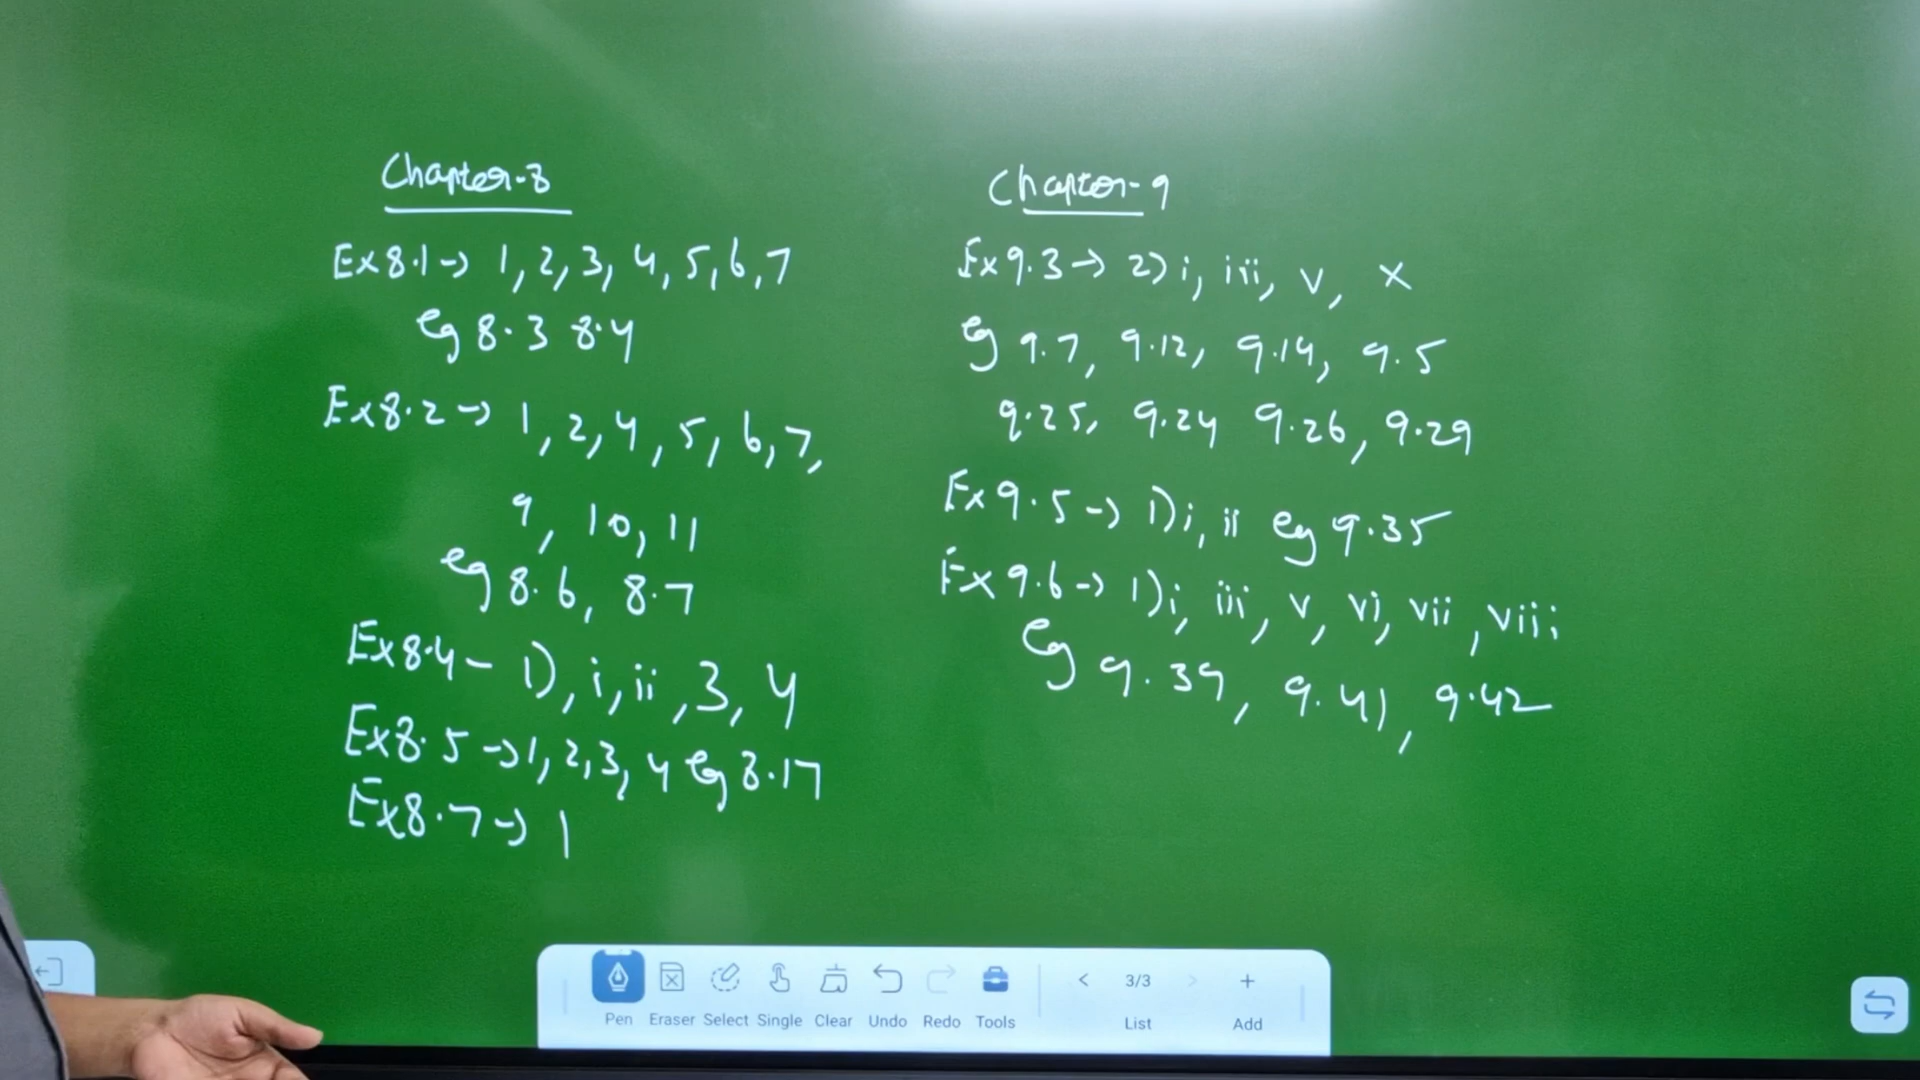 Chapter-8
Ex8.1→ 1, 2, 3, 4, 5, 6, 7
eg 8.3 8.4
Ex8.2→ 1, 2, 4, 5, 6, 7,
9, 10, 11
eg 8.6, 8.7
Ex8.4- 1), i, ii, 3, 4
Ex8.5→1, 2, 3, 4 eg 8.17
Ex8.7→ 1
Chapter-9
Ex9.3→ 2) i, iii, v, x
eg 9.7, 9.12, 9.14, 9.5
9.25, 9.24 9.26, 9.29
Ex9.5→ 1)i, ii eg 9.35
Ex9.6→ 1)i, iii, v, vi, vii, viii
eg 9.39, 9.41, 9.42
3/3
Pen Eraser Select Single Clear Undo Redo Tools List Add